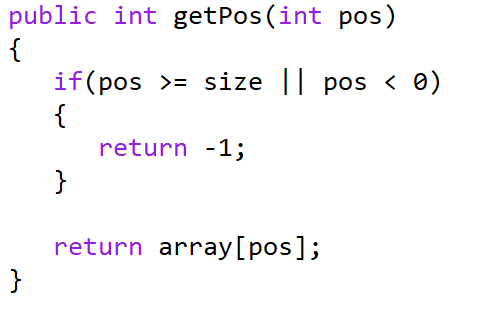 public int getPos(int pos)
{
   if(pos >= size || pos < 0)
   {
      return -1;
   }

   return array[pos];
}